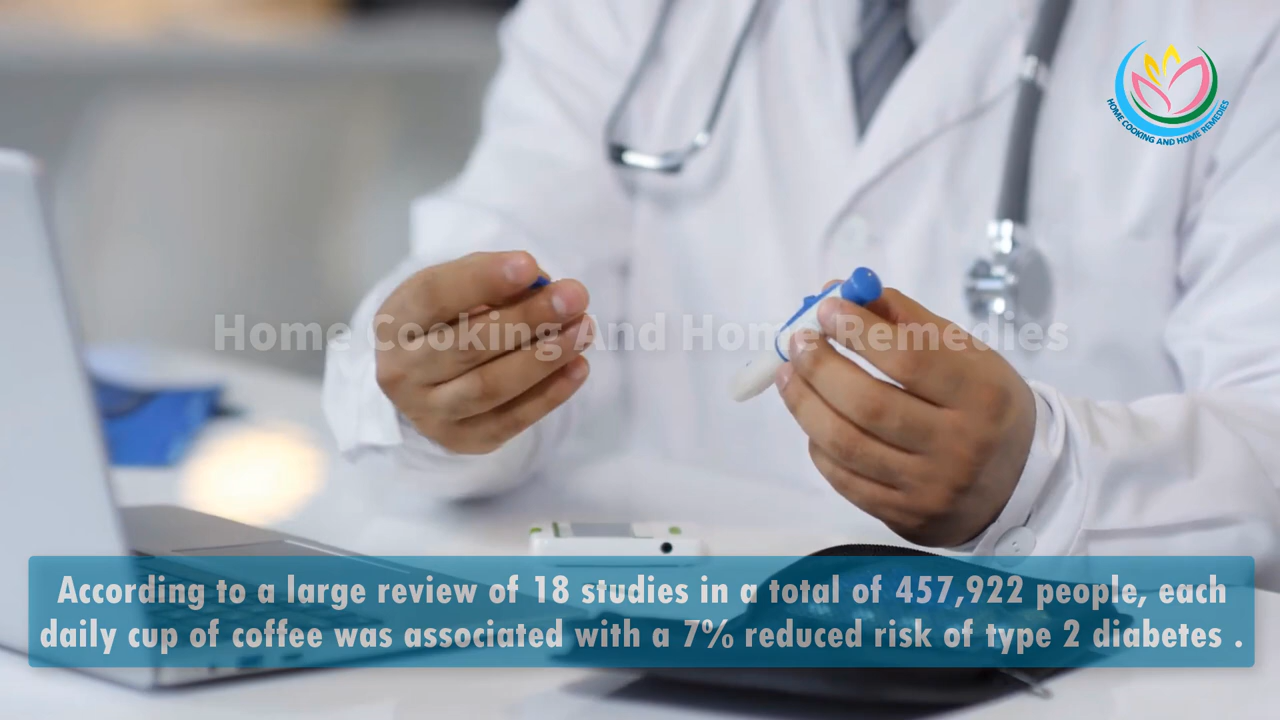 HOME COOKING AND HOME REMEDIES
Home Cooking And Home Remedies
According to a large review of 18 studies in a total of 457,922 people, each
daily cup of coffee was associated with a 7% reduced risk of type 2 diabetes .